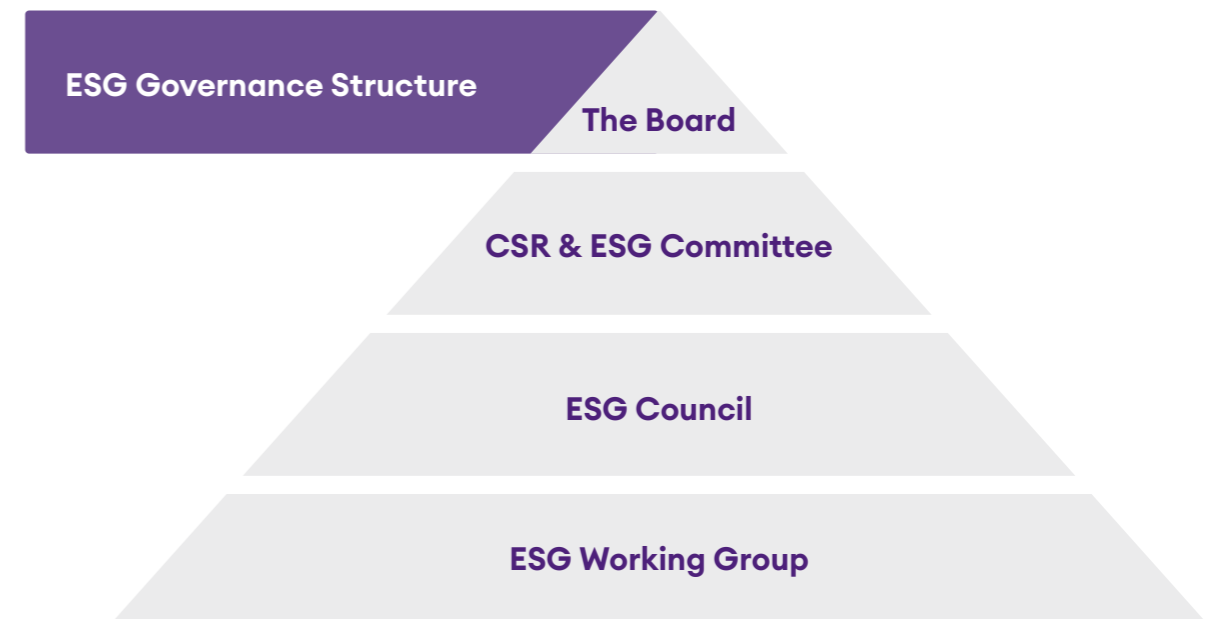 ESG Governance Structure
The Board
CSR & ESG Committee
ESG Council
ESG Working Group